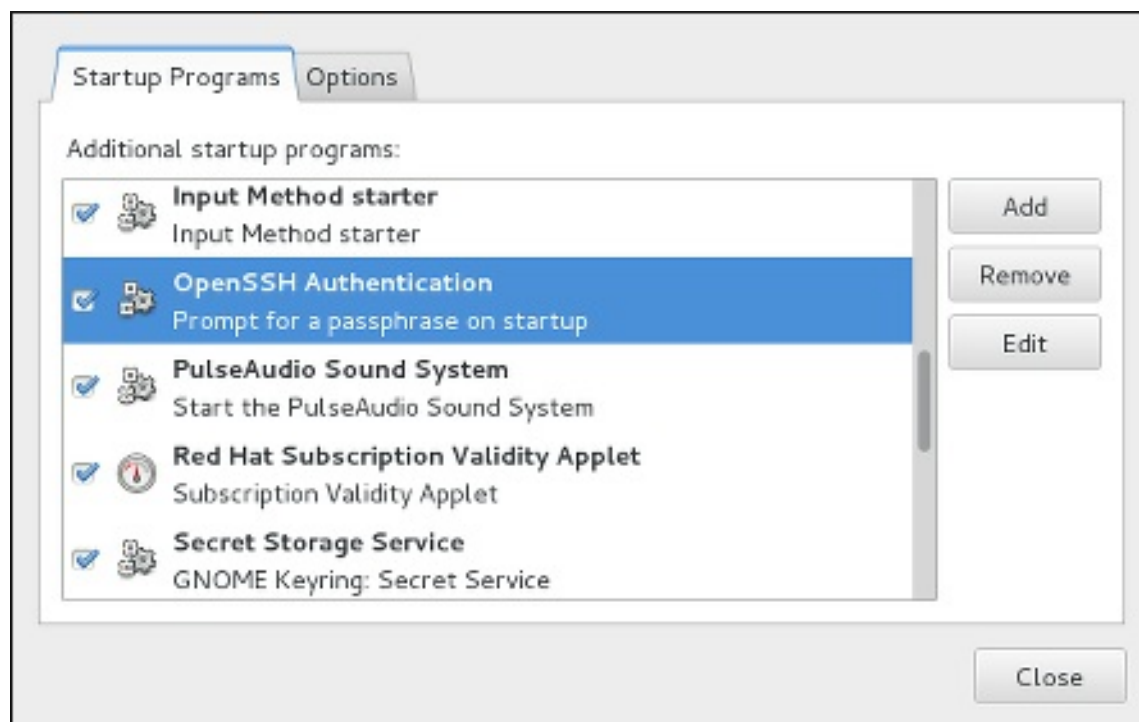 Startup Programs
Options
Additional startup programs:
Input Method starter
Input Method starter
OpenSSH Authentication
Prompt for a passphrase on startup
PulseAudio Sound System
Start the PulseAudio Sound System
Red Hat Subscription Validity Applet
Subscription Validity Applet
Secret Storage Service
GNOME Keyring: Secret Service
Add
Remove
Edit
Close